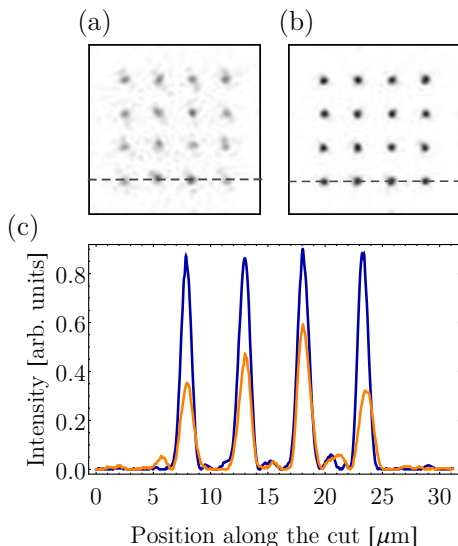 (a) (b)
(c)
Intensity [arb. units]
0.8
0.6
0.4
0.2
0.0
0 5 10 15 20 25 30
Position along the cut [μm]